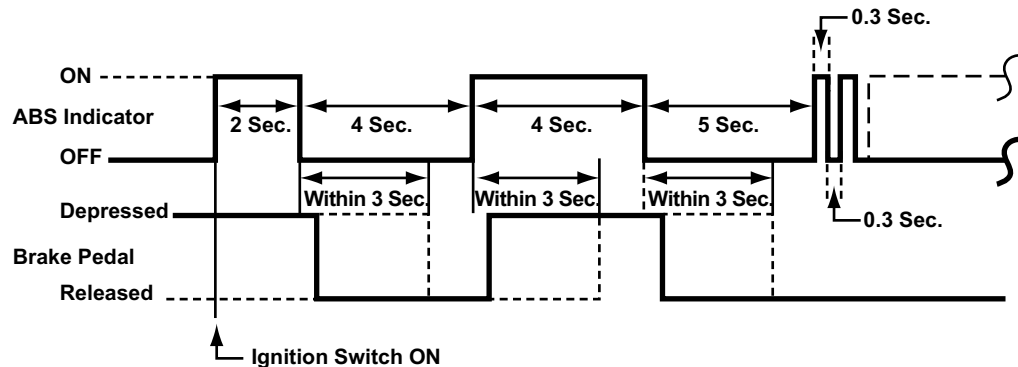 0.3 Sec.
ON
ABS Indicator
2 Sec.
4 Sec.
4 Sec.
5 Sec.
OFF
Within 3 Sec.
Within 3 Sec.
Within 3 Sec.
Depressed
0.3 Sec.
Brake Pedal
Released
Ignition Switch ON